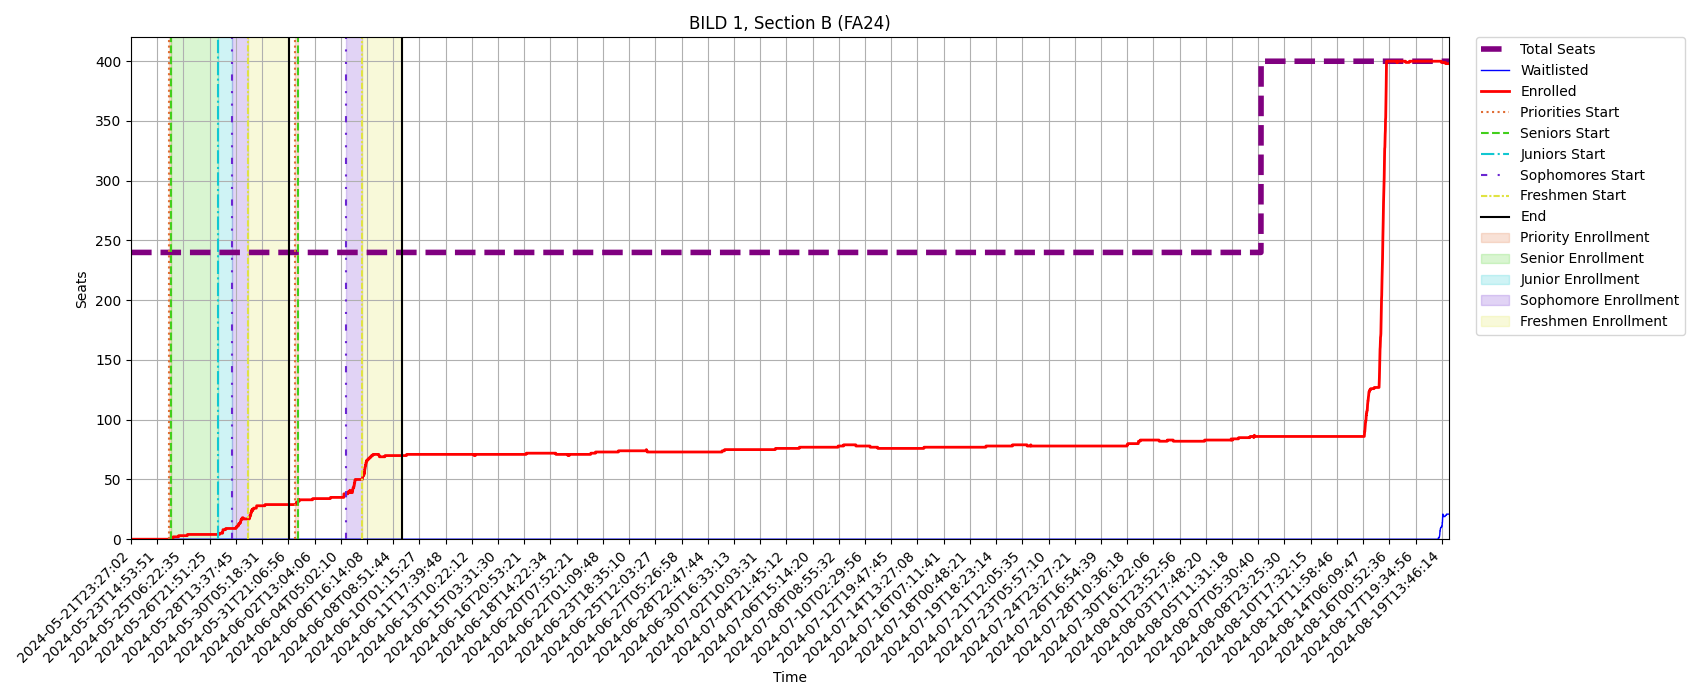 BILD 1, Section B (FA24)
Seats
400
350
300
250
200
150
100
50
0
2024-05-21T23:27:02
2024-05-23T14:53:51
2024-05-25T06:22:35
2024-05-26T21:51:25
2024-05-28T13:37:45
2024-05-30T05:18:31
2024-05-31T21:06:56
2024-06-02T13:04:06
2024-06-04T05:02:10
2024-06-06T16:14:08
2024-06-08T08:51:44
2024-06-10T01:15:27
2024-06-11T17:39:48
2024-06-13T10:22:12
2024-06-15T03:31:30
2024-06-16T20:53:21
2024-06-18T14:22:34
2024-06-20T07:52:21
2024-06-22T01:09:48
2024-06-23T18:35:10
2024-06-25T12:03:27
2024-06-27T05:26:58
2024-06-28T22:47:44
2024-06-30T16:33:13
2024-07-02T10:03:31
2024-07-04T21:45:12
2024-07-06T15:14:20
2024-07-08T08:55:32
2024-07-10T02:29:56
2024-07-12T19:47:45
2024-07-14T13:27:08
2024-07-16T07:11:41
2024-07-18T00:48:21
2024-07-19T18:23:14
2024-07-21T12:05:35
2024-07-23T05:57:10
2024-07-24T23:27:21
2024-07-26T16:54:39
2024-07-28T10:36:18
2024-07-30T16:22:06
2024-08-01T23:52:56
2024-08-03T17:48:20
2024-08-05T11:31:18
2024-08-07T05:30:40
2024-08-08T23:25:30
2024-08-10T17:32:15
2024-08-12T11:58:46
2024-08-14T06:09:47
2024-08-16T00:52:36
2024-08-17T19:34:56
2024-08-19T13:46:14
Time
Total Seats
Waitlisted
Enrolled
Priorities Start
Seniors Start
Juniors Start
Sophomores Start
Freshmen Start
End
Priority Enrollment
Senior Enrollment
Junior Enrollment
Sophomore Enrollment
Freshmen Enrollment